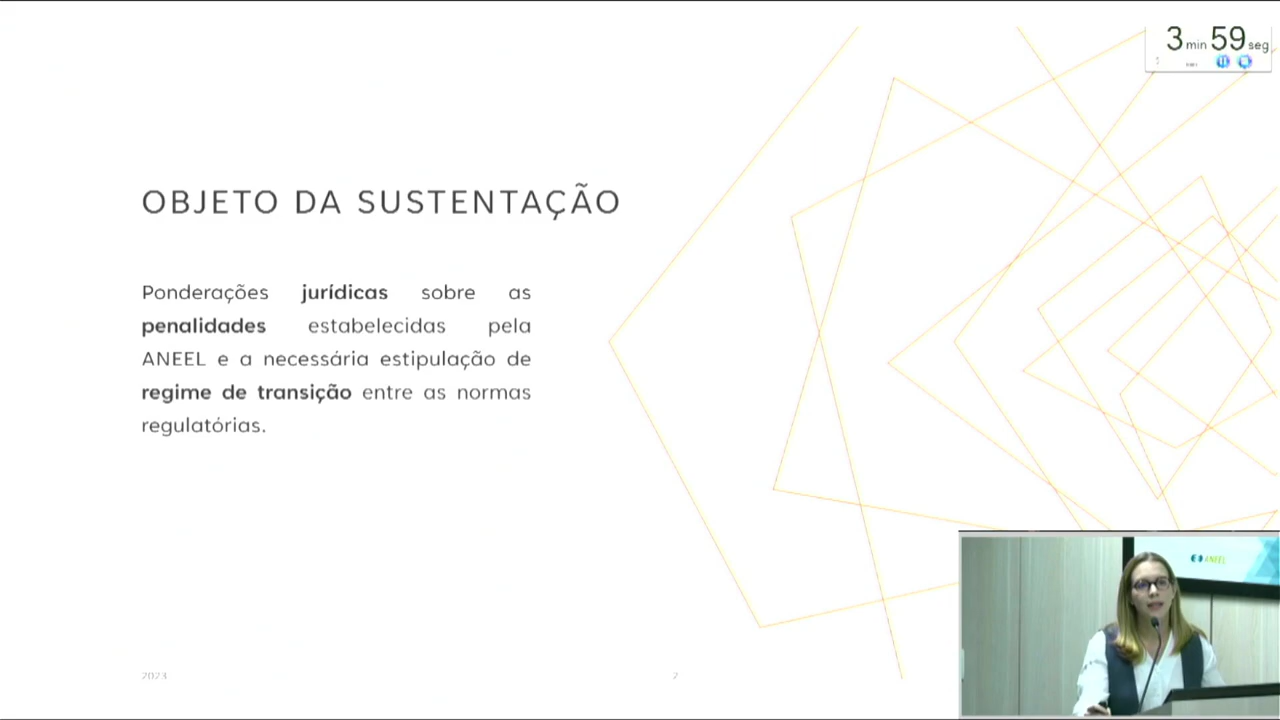 3 min 59 seg
OBJETO DA SUSTENTAÇÃO
Ponderações jurídicas sobre as
penalidades estabelecidas pela
ANEEL e a necessária estipulação de
regime de transição entre as normas
regulatórias.
ANEEL
2023
2